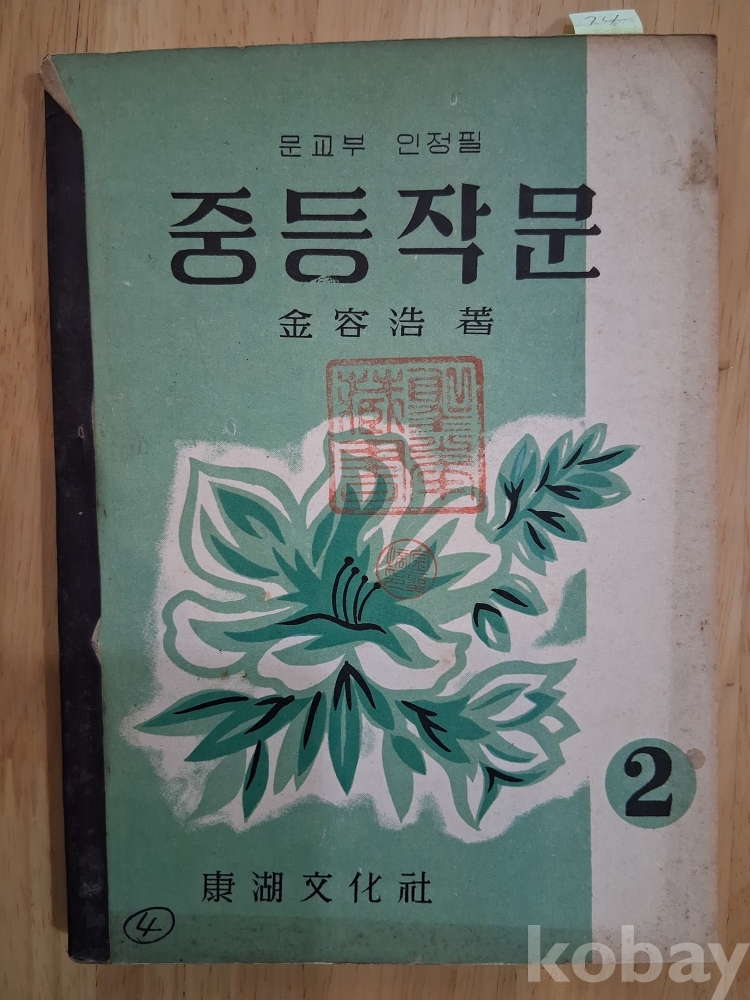 24
문교부 인정필
중등작문
金容浩 著
2
康湖文化社
4
kobay